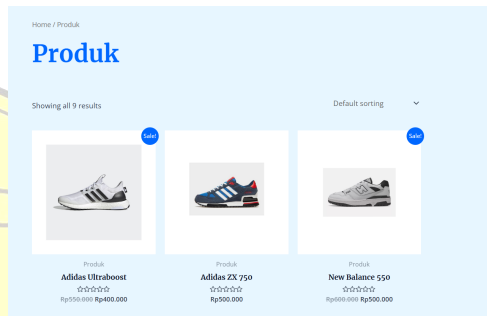 Home / Produk
Produk
Showing all 9 results
Default sorting
Sale!
Sale!
Produk
Adidas Ultraboost
Rp550.000 Rp400.000
Produk
Adidas ZX 750
Rp500.000
Produk
New Balance 550
Rp600.000 Rp500.000